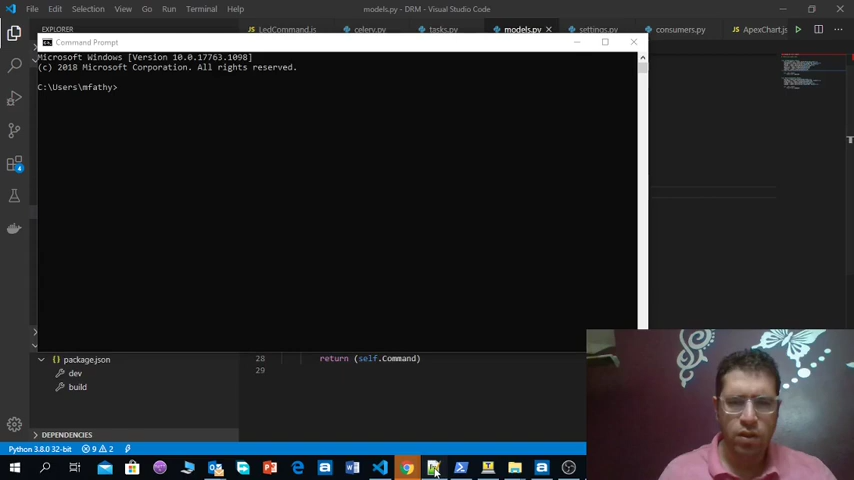 File Edit Selection View Go Run Terminal Help
models.py - DRM - Visual Studio Code
LedCommand.js celery.py tasks.py models.py settings.py consumers.py ApexChart.js
Command Prompt
Microsoft Windows [Version 10.0.17763.1098]
(c) 2018 Microsoft Corporation. All rights reserved.
C:\Users\mfathy>
package.json
28 return (self.Command)
dev
29
build
4
DEPENDENCIES
Python 3.8.0 32-bit 9 2